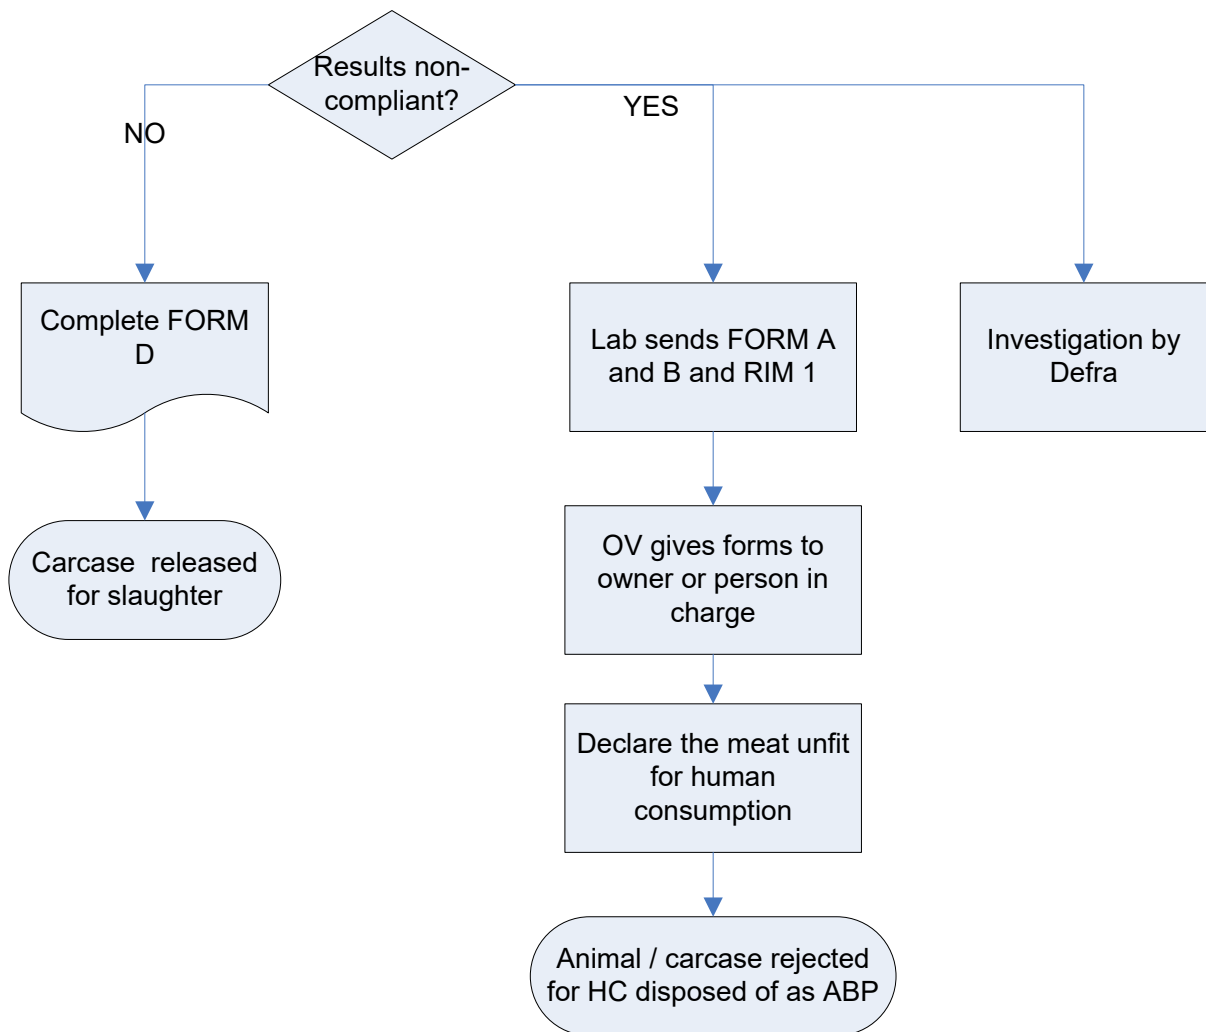 Results non-
compliant?
NO
YES
Complete FORM
D
Lab sends FORM A
and B and RIM 1
Investigation by
Defra
Carcase  released
for slaughter
OV gives forms to
owner or person in
charge
Declare the meat unfit
for human
consumption
Animal / carcase rejected
for HC disposed of as ABP